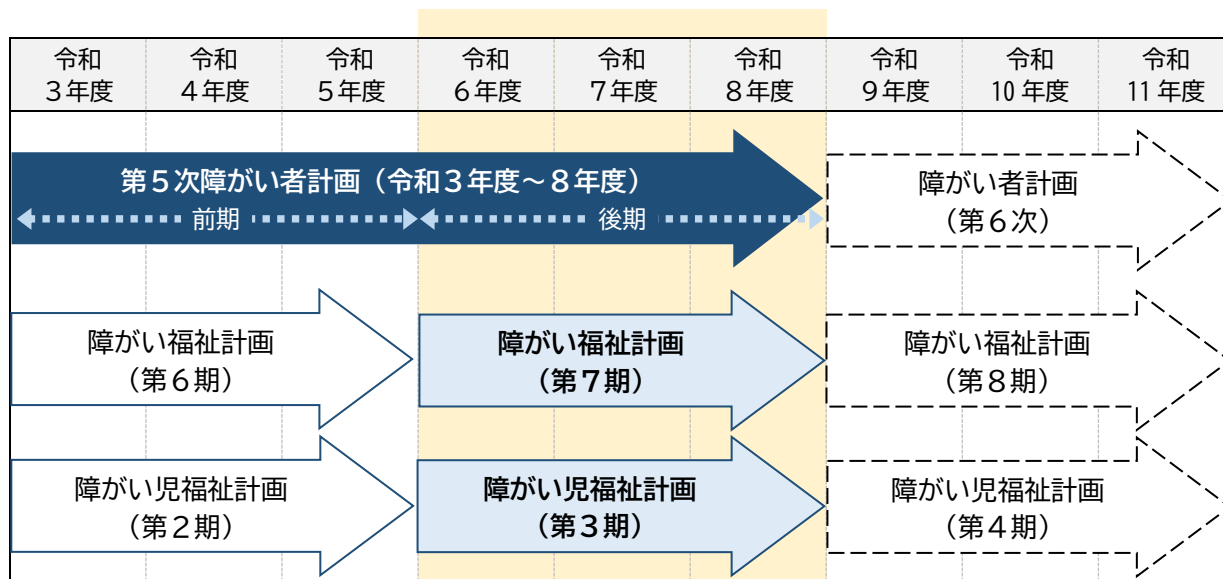 令和
３年度
令和
４年度
令和
５年度
令和
６年度
令和
７年度
令和
８年度
令和
９年度
令和
10年度
令和
11年度
第５次障がい者計画（令和３年度～８年度）
前期
後期
障がい者計画
（第６次）
障がい福祉計画
（第６期）
障がい福祉計画
（第７期）
障がい福祉計画
（第８期）
障がい児福祉計画
（第２期）
障がい児福祉計画
（第３期）
障がい児福祉計画
（第４期）